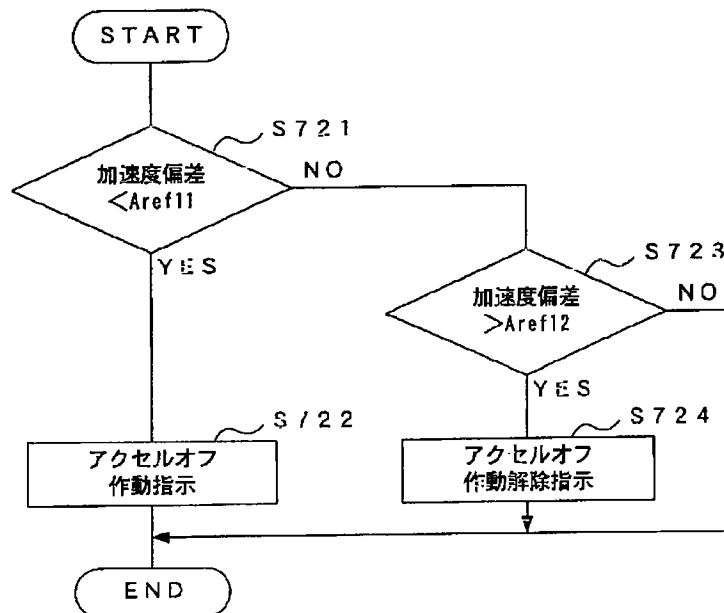 START
S721
加速度偏差
<Aref11
NO
YES
S723
加速度偏差
>Aref12
NO
YES
S722
アクセルオフ
作動指示
S724
アクセルオフ
作動解除指示
END